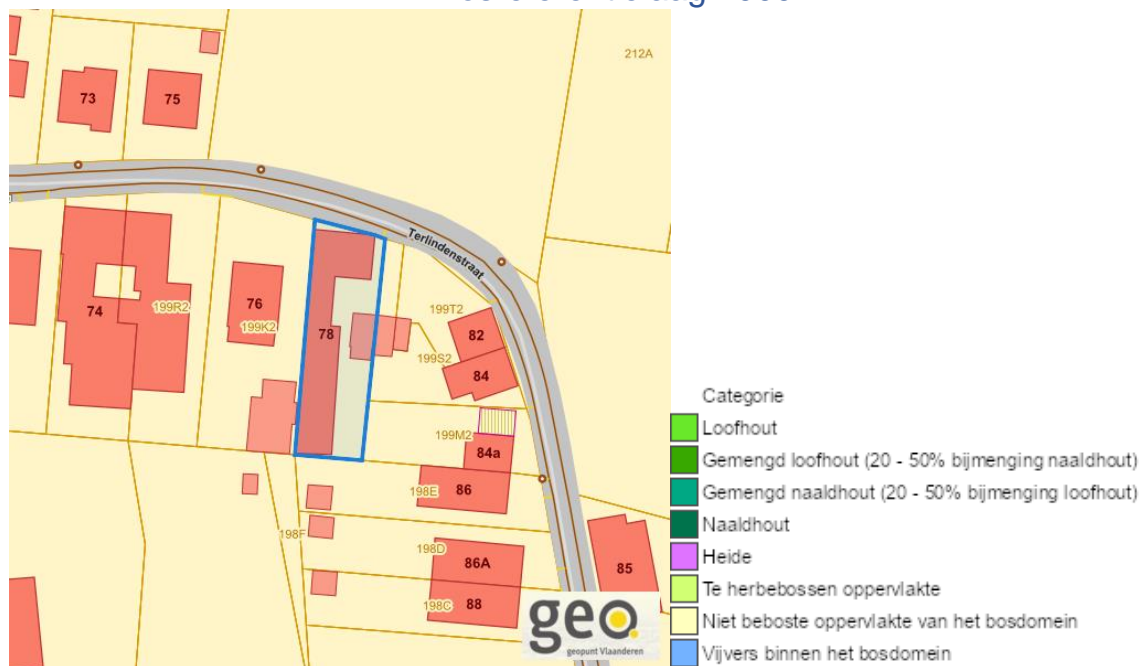 212A
73
75
Terlindenstraat
76
74
199R2
199K2
78
199T2
82
199S2
84
199M2
84a
86
198E
198F
198D
86A
85
88
198C
geo
geopunt Vlaanderen
Categorie
Loofhout
Gemengd loofhout (20 - 50% bijmenging naaldhout)
Gemengd naaldhout (20 - 50% bijmenging loofhout)
Naaldhout
Heide
Te herbebossen oppervlakte
Niet beboste oppervlakte van het bosdomein
Vijvers binnen het bosdomein